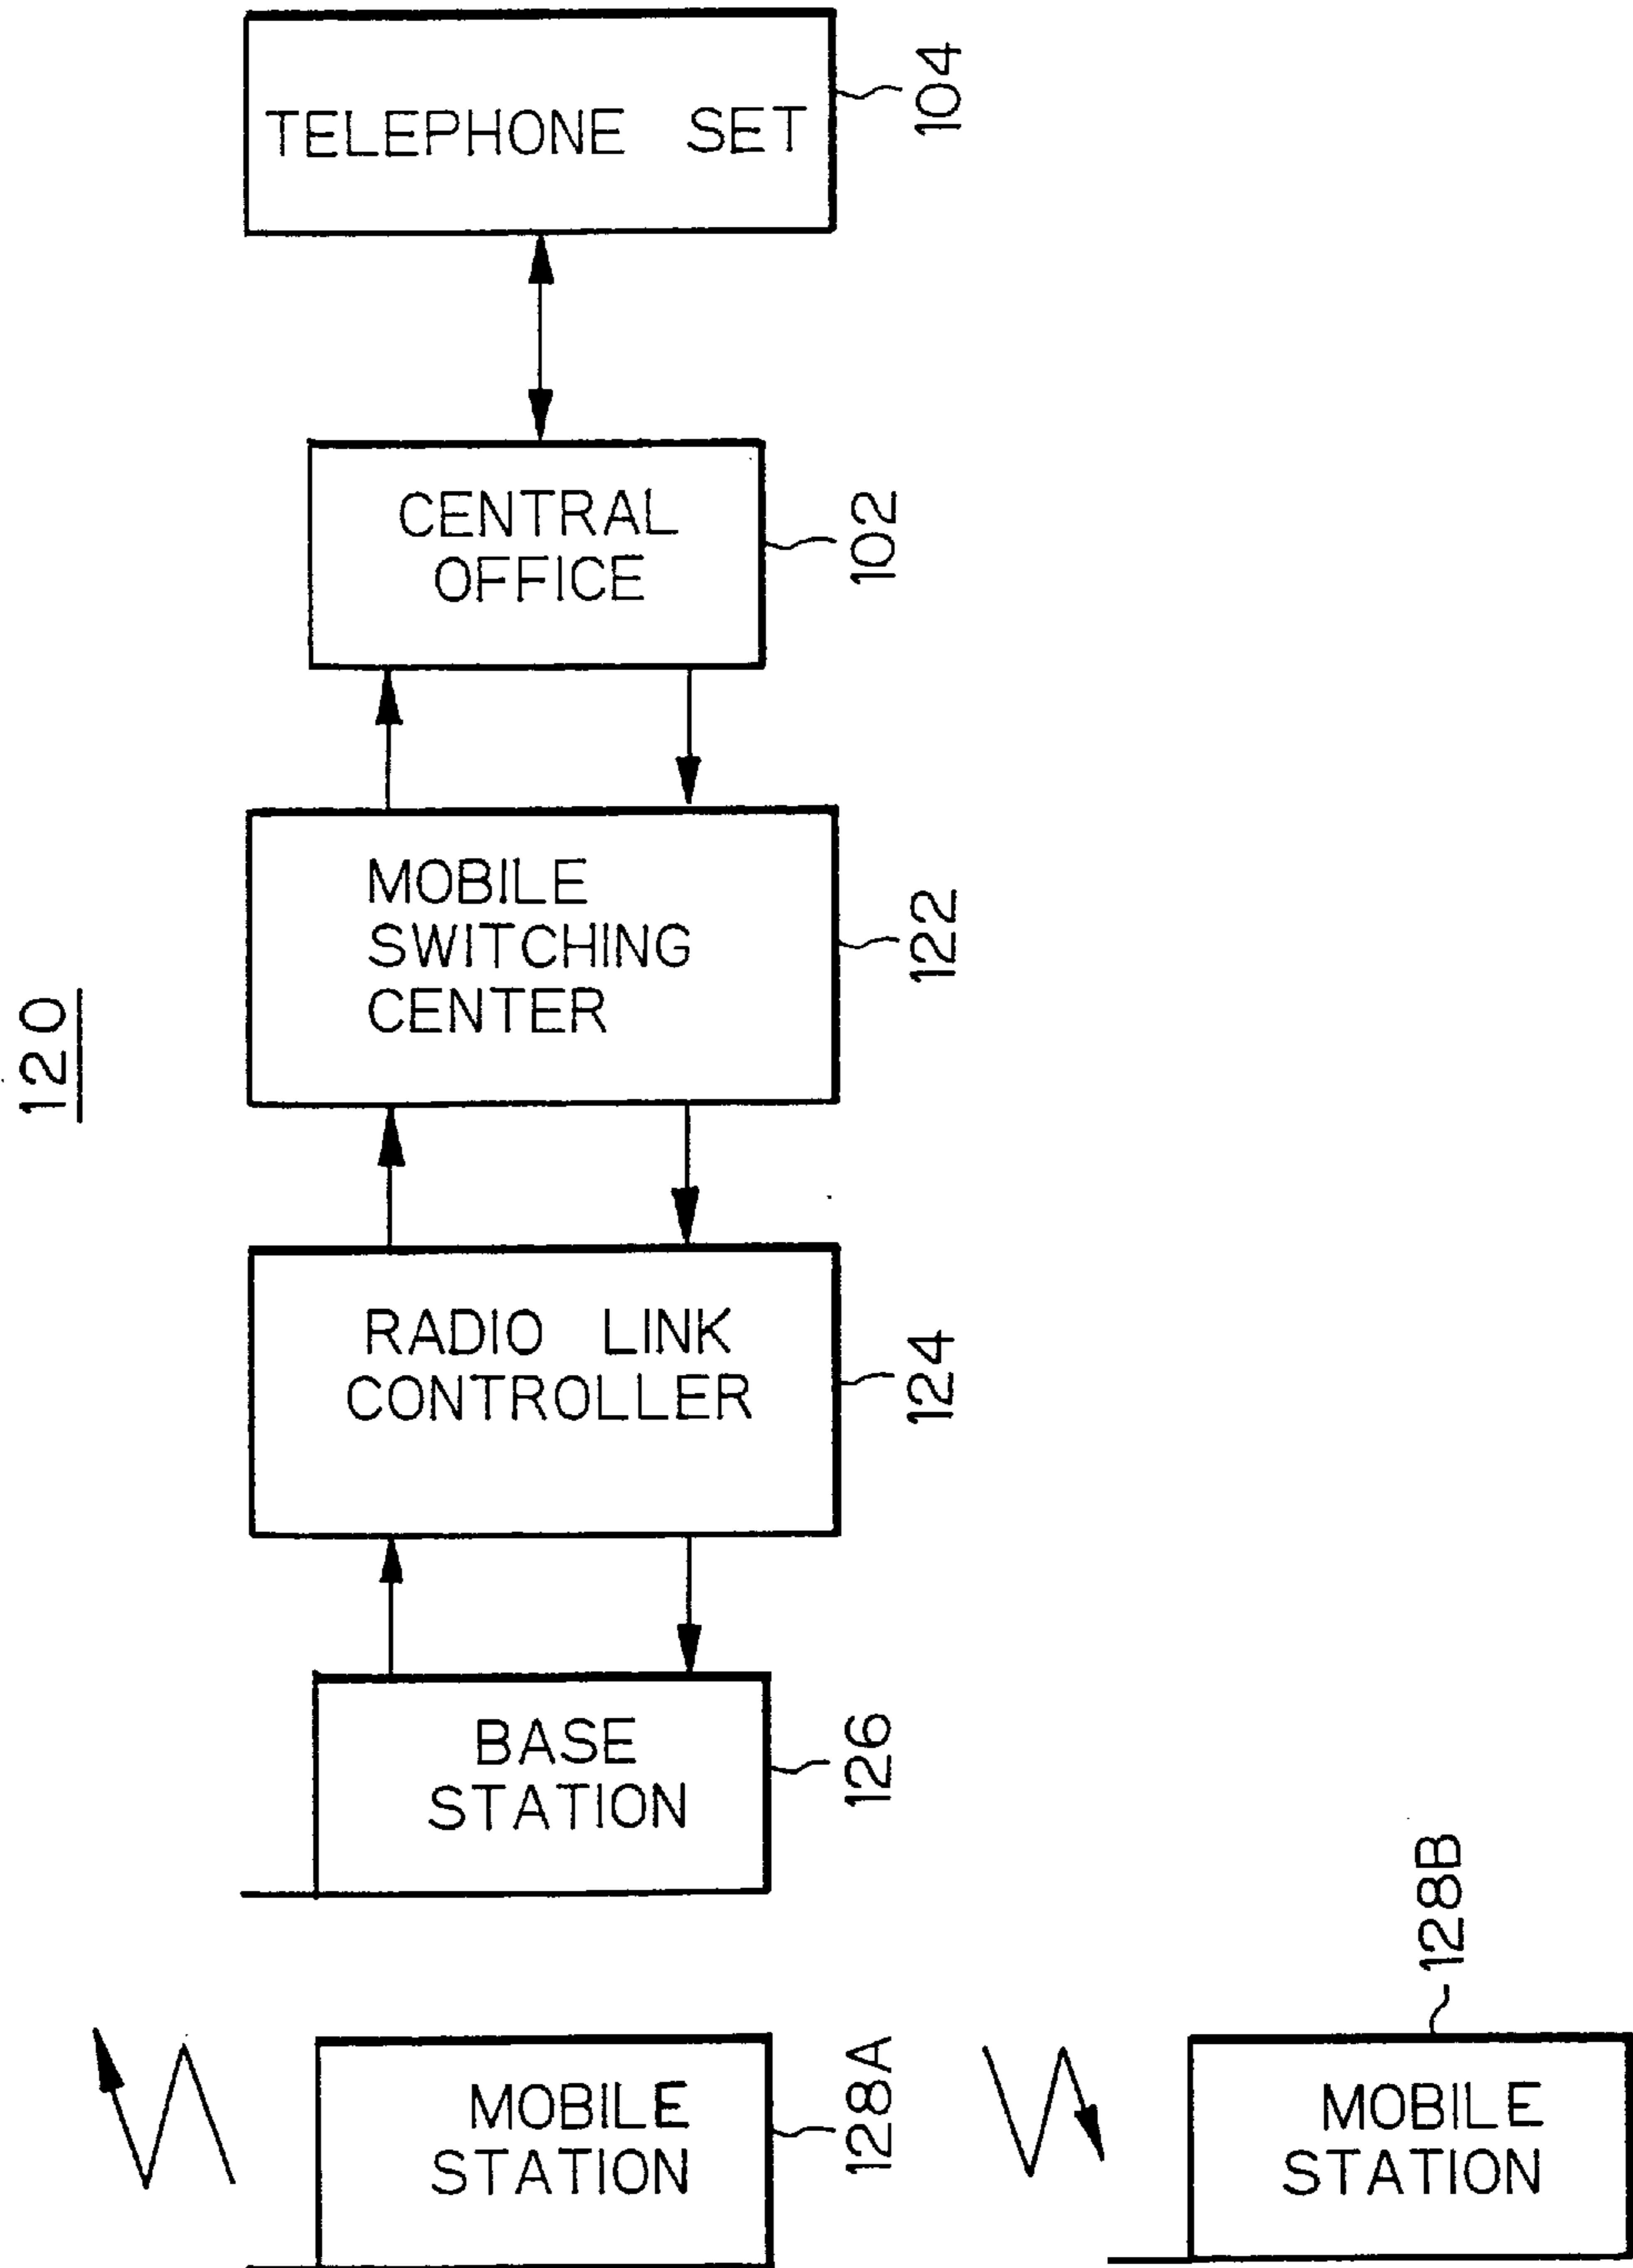 120
TELEPHONE SET
104
CENTRAL
OFFICE
102
MOBILE
SWITCHING
CENTER
122
RADIO LINK
CONTROLLER
124
BASE
STATION
126
MOBILE
STATION
128A
MOBILE
STATION
128B